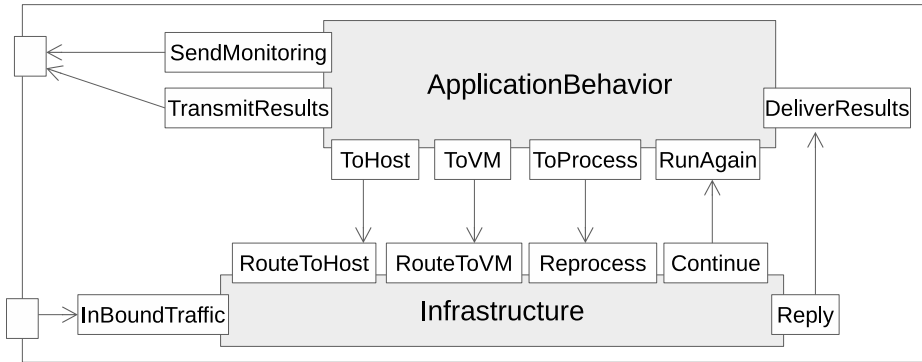 SendMonitoring
ApplicationBehavior
TransmitResults
DeliverResults
ToHost
ToVM
ToProcess
RunAgain
RouteToHost
RouteToVM
Reprocess
Continue
InBoundTraffic
Infrastructure
Reply